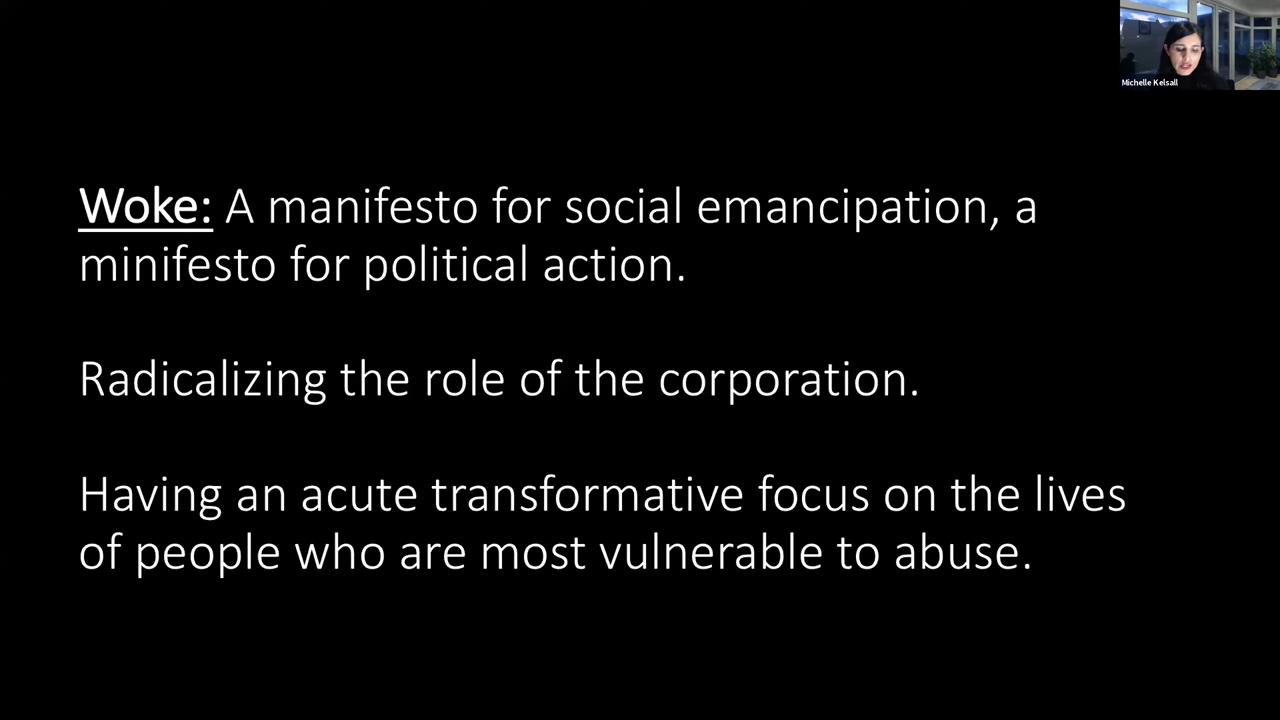 Michelle Kelsall
Woke: A manifesto for social emancipation, a
minifesto for political action.
Radicalizing the role of the corporation.
Having an acute transformative focus on the lives
of people who are most vulnerable to abuse.